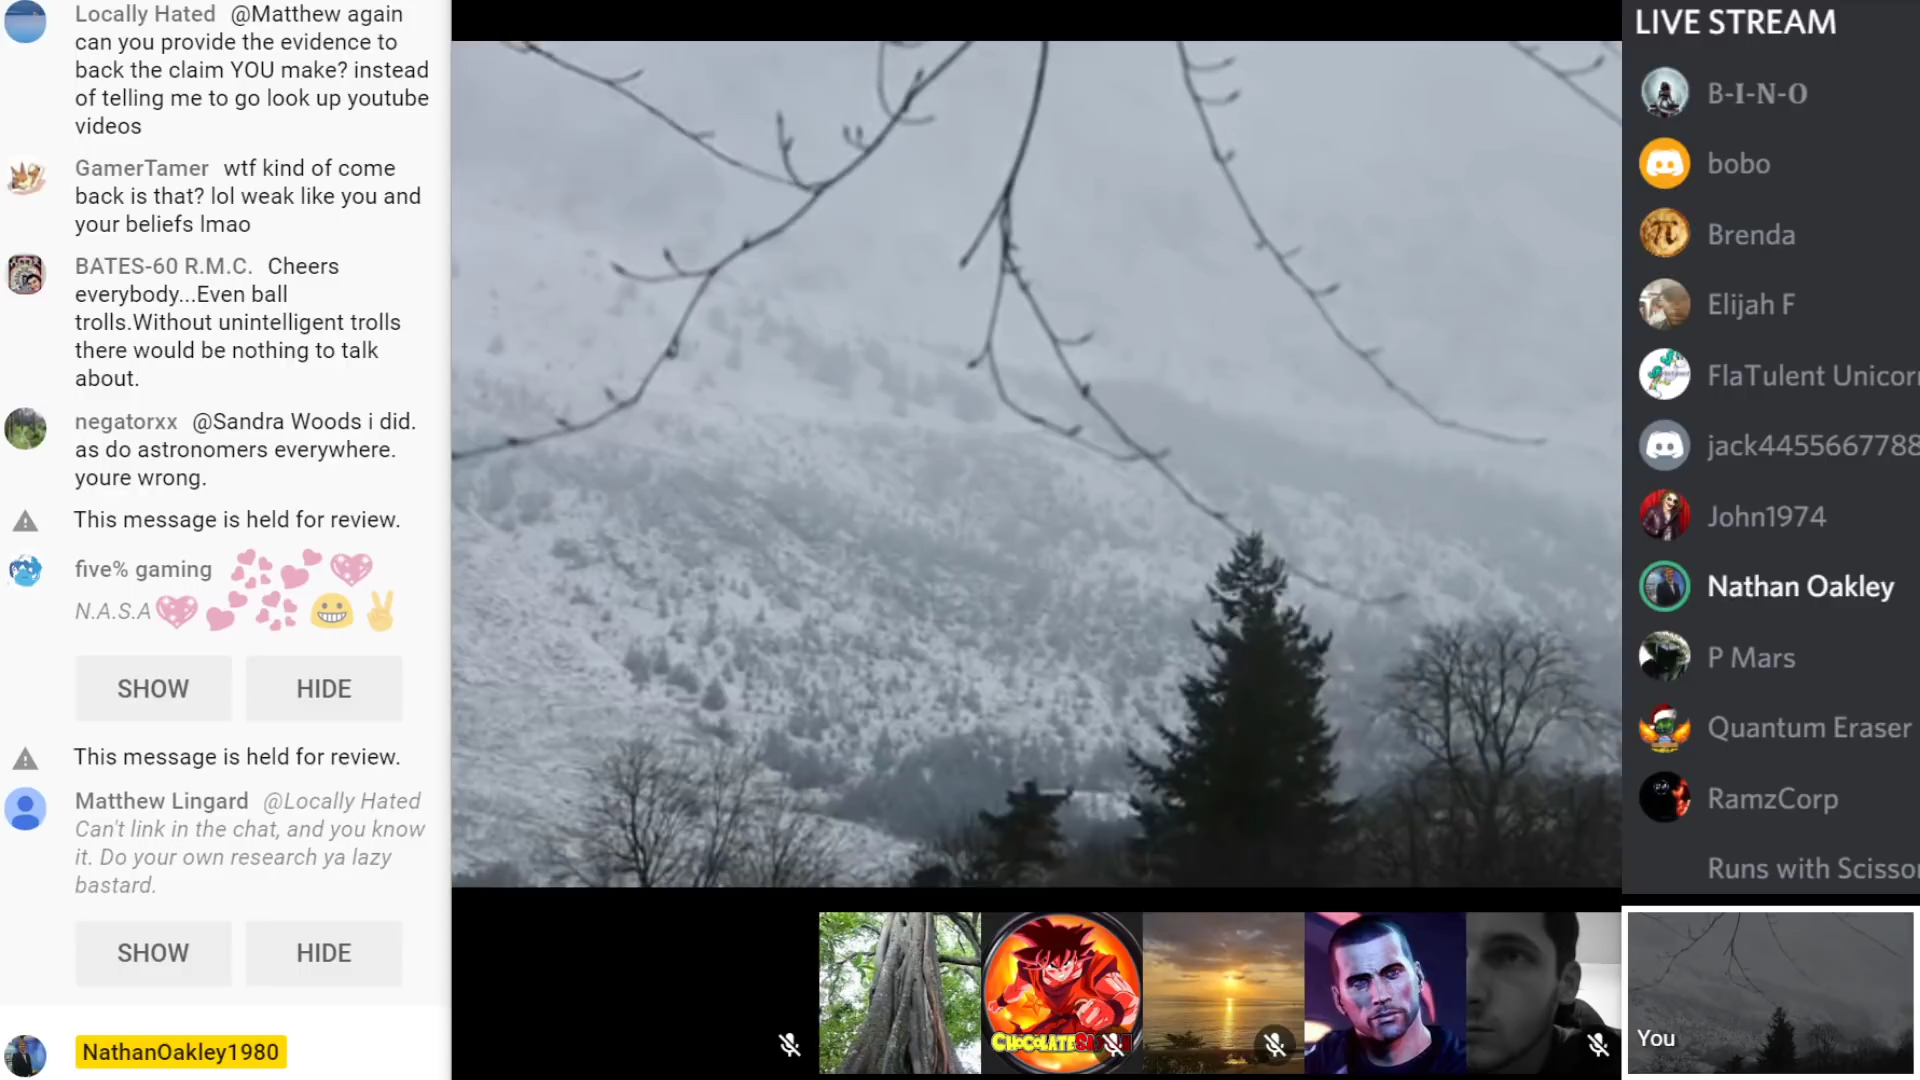 Locally Hated @Matthew again
can you provide the evidence to
back the claim YOU make? instead
of telling me to go look up youtube
videos
GamerTamer wtf kind of come
back is that? lol weak like you and
your beliefs lmao
BATES-60 R.M.C. Cheers
everybody...Even ball
trolls.Without unintelligent trolls
there would be nothing to talk
about.
negatorxx @Sandra Woods i did.
as do astronomers everywhere.
youre wrong.
This message is held for review.
five% gaming
N.A.S.A
SHOW HIDE
This message is held for review.
Matthew Lingard @Locally Hated
Can't link in the chat, and you know
it. Do your own research ya lazy
bastard.
SHOW HIDE
NathanOakley1980
LIVE STREAM
B-I-N-O
bobo
Brenda
Elijah F
FlaTulent Unicorn
jack4455667788
John1974
Nathan Oakley
P Mars
Quantum Eraser
RamzCorp
Runs with Scissor
You